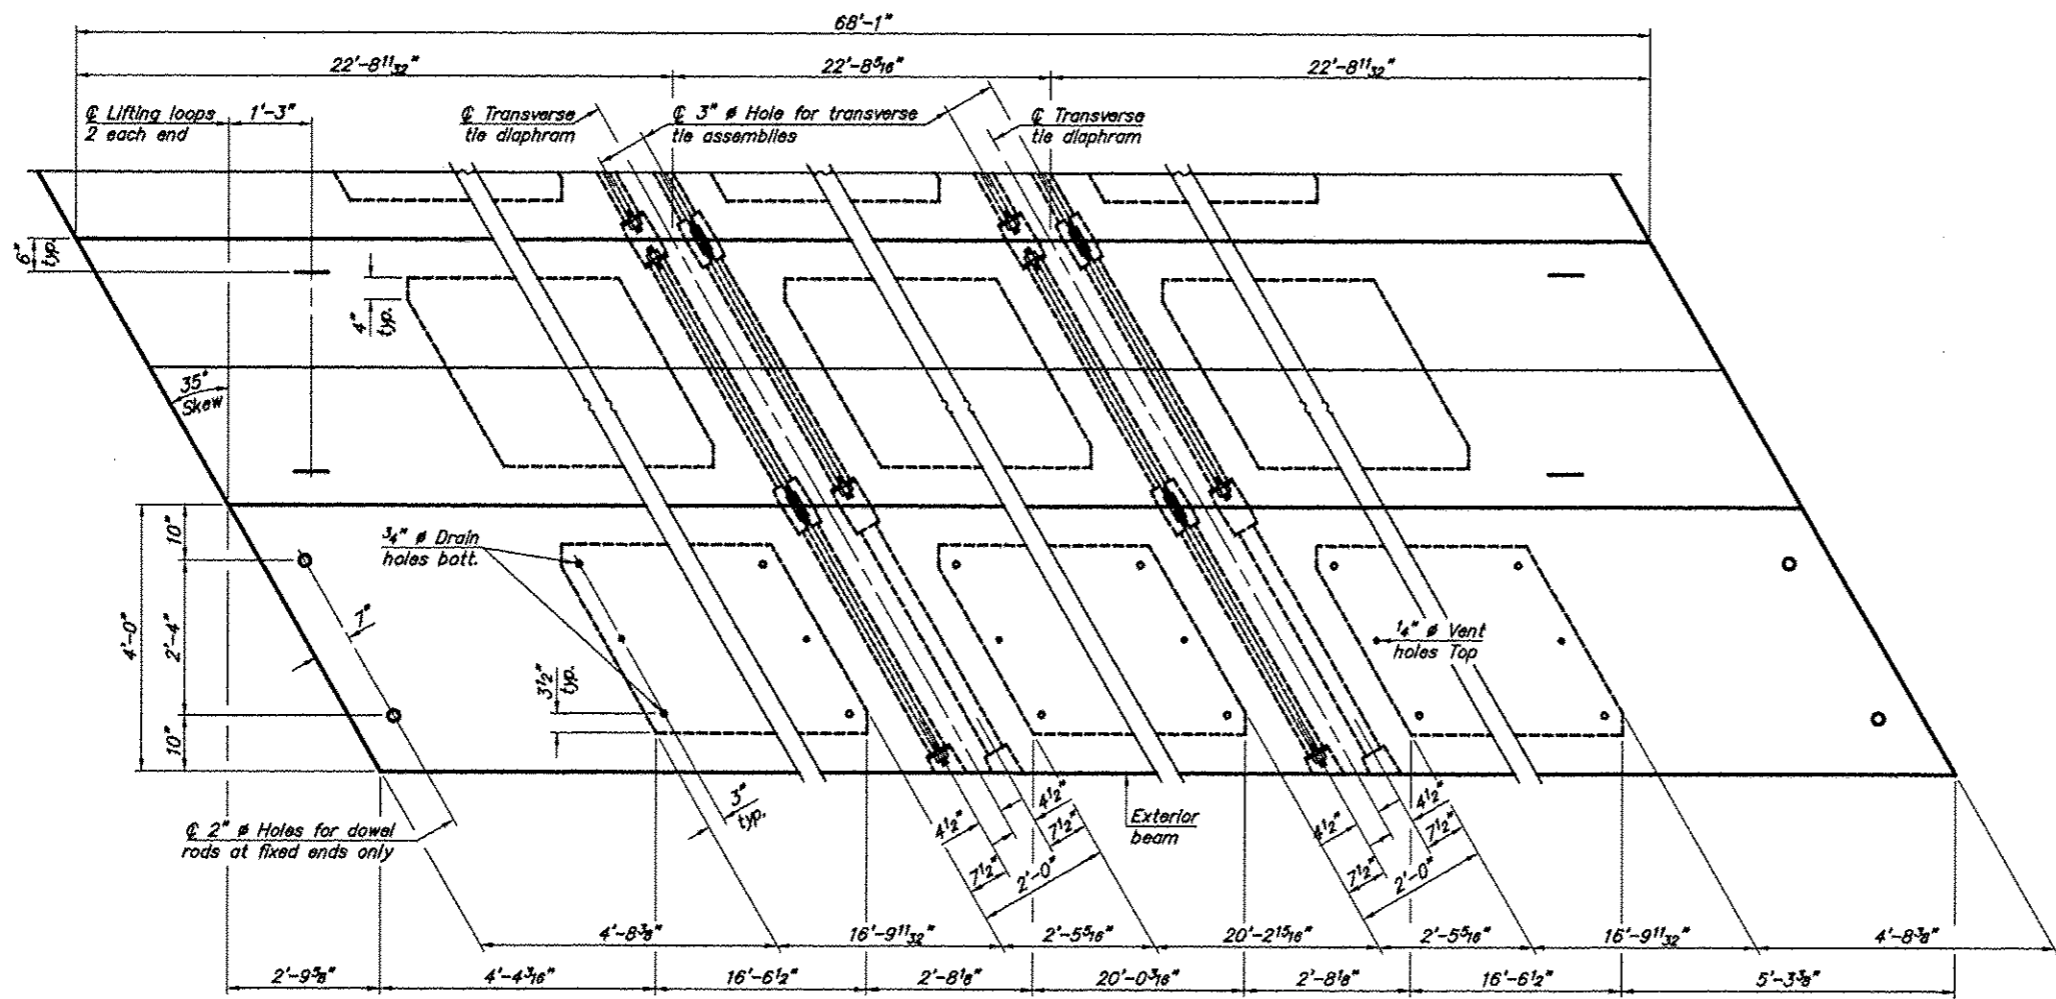 68'-1"
22'-8 11/32"
22'-8 5/16"
22'-8 11/32"
℄ Lifting loops
2 each end
1'-3"
℄ Transverse
tie diaphram
℄ 3" ø Hole for transverse
tie assemblies
℄ Transverse
tie diaphram
6"
typ.
4"
typ.
35°
Skew
10"
3/4" ø Drain
holes bott.
4'-0"
2'-4"
7"
1/4" ø Vent
holes Top
3 1/2"
typ.
10"
3"
typ.
℄ 2" ø Holes for dowel
rods at fixed ends only
4 1/2"
4 1/2"
7 1/2"
7 1/2"
2'-0"
Exterior
beam
4 1/2"
4 1/2"
7 1/2"
7 1/2"
2'-0"
4'-8 3/8"
16'-9 11/32"
2'-5 5/16"
20'-2 15/16"
2'-5 5/16"
16'-9 11/32"
4'-8 3/8"
2'-9 5/8"
4'-4 3/16"
16'-6 1/2"
2'-8 1/8"
20'-0 3/16"
2'-8 1/8"
16'-6 1/2"
5'-3 3/8"